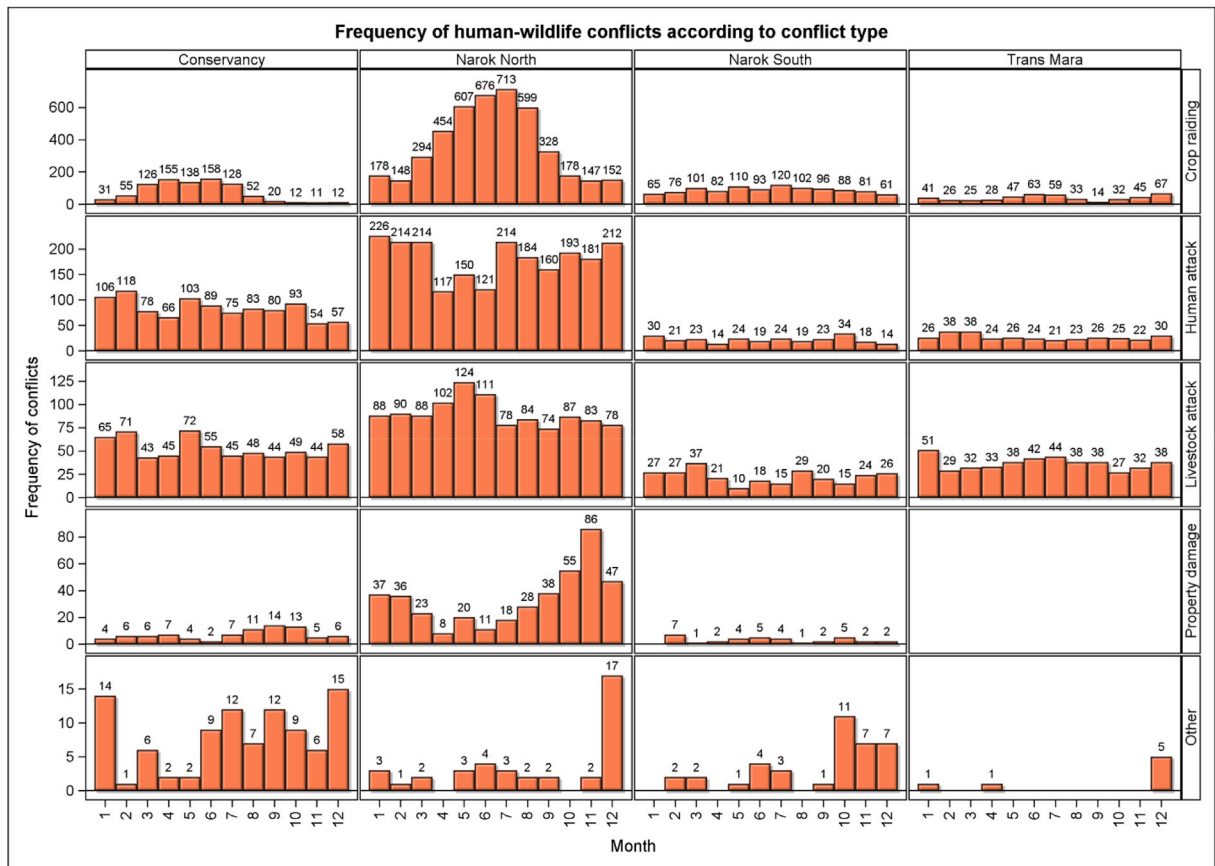 Frequency of human-wildlife conflicts according to conflict type
Conservancy Narok North Narok South Trans Mara
Frequency of conflicts
Crop raiding
600
400
200
0
31 55 126 155 138 158 128 52 20 12 11 12
178 148 294 454 607 676 713 599 328 178 147 152
65 76 101 82 110 93 120 102 96 88 81 61
41 26 25 28 47 63 59 33 14 32 45 67
Human attack
200
150
100
50
0
106 118 78 66 103 89 75 83 80 93 54 57
226 214 214 117 150 121 214 184 160 193 181 212
30 21 23 14 24 19 24 19 23 34 18 14
26 38 38 24 26 24 21 23 26 25 22 30
Livestock attack
125
100
75
50
25
0
65 71 43 45 72 55 45 48 44 49 44 58
88 90 88 102 124 111 78 84 74 87 83 78
27 27 37 21 10 18 15 29 20 15 24 26
51 29 32 33 38 42 44 38 38 27 32 38
Property damage
80
60
40
20
0
4 6 6 7 4 2 7 11 14 13 5 6
37 36 23 8 20 11 18 28 38 55 86 47
7 1 2 4 5 4 1 2 5 2 2
Other
15
10
5
0
14 1 6 2 2 9 12 7 12 9 6 15
3 1 2 3 4 3 2 2 2 17
2 2 1 4 3 1 11 7 7
1 1 5
1 2 3 4 5 6 7 8 9 10 11 12
1 2 3 4 5 6 7 8 9 10 11 12
1 2 3 4 5 6 7 8 9 10 11 12
1 2 3 4 5 6 7 8 9 10 11 12
Month